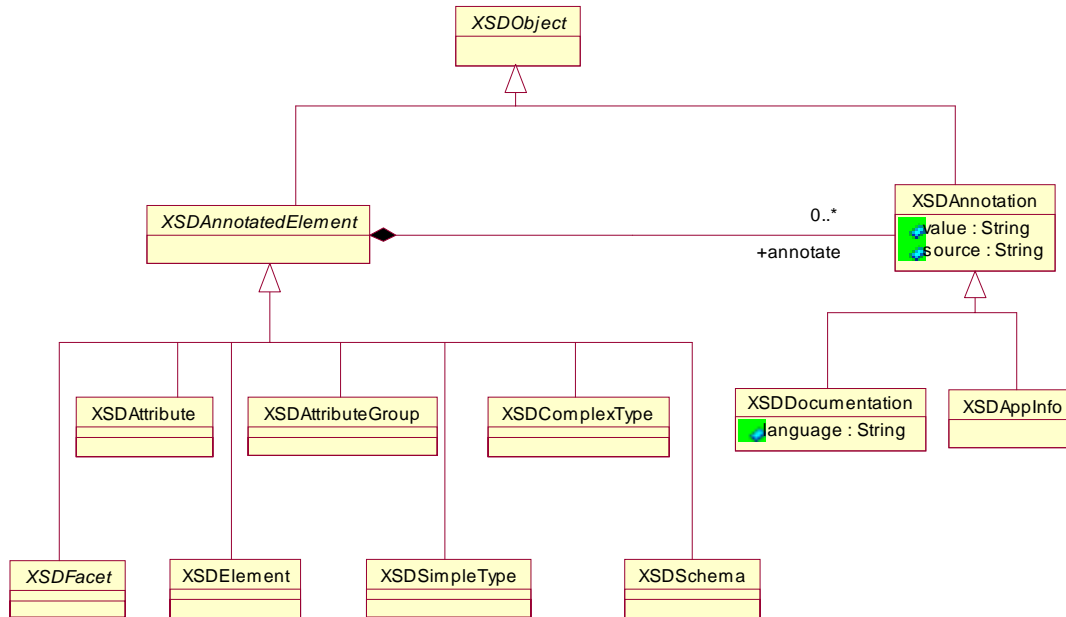 XSDObject
XSDAnnotatedElement
0..*
+annotate
XSDAnnotation
value : String
source : String
XSDAttribute
XSDAttributeGroup
XSDComplexType
XSDDocumentation
language : String
XSDAppInfo
XSDFacet
XSDElement
XSDSimpleType
XSDSchema